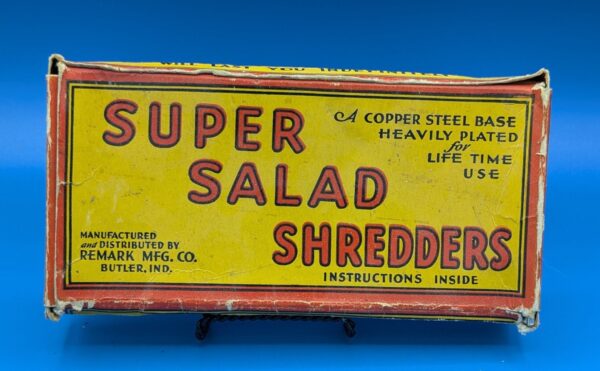 SUPER
SALAD
SHREDDERS
A COPPER STEEL BASE
HEAVILY PLATED
for
LIFE TIME
USE
MANUFACTURED
and DISTRIBUTED BY
REMARK MFG. CO.
BUTLER, IND.
INSTRUCTIONS INSIDE